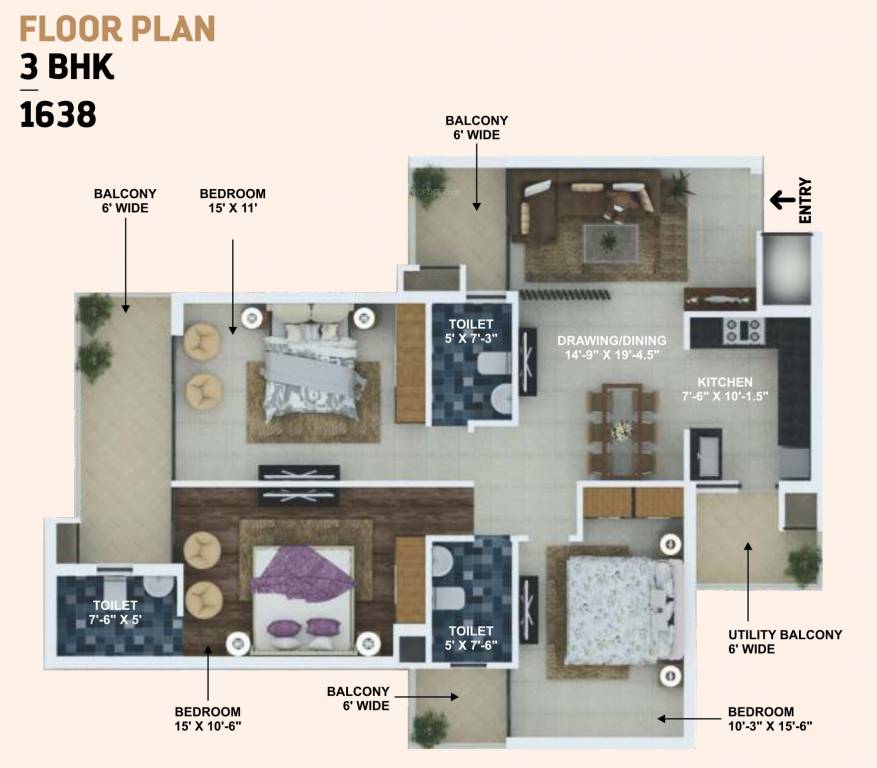 FLOOR PLAN
3 BHK
1638
BALCONY
6' WIDE
BALCONY
6' WIDE
BEDROOM
15' X 11'
ENTRY
TOILET
5' X 7'-3"
DRAWING/DINING
14'-9" X 19'-4.5"
KITCHEN
7'-6" X 10'-1.5"
TOILET
7'-6" X 5'
TOILET
5' X 7'-6"
UTILITY BALCONY
6' WIDE
BALCONY
6' WIDE
BEDROOM
15' X 10'-6"
BEDROOM
10'-3" X 15'-6"